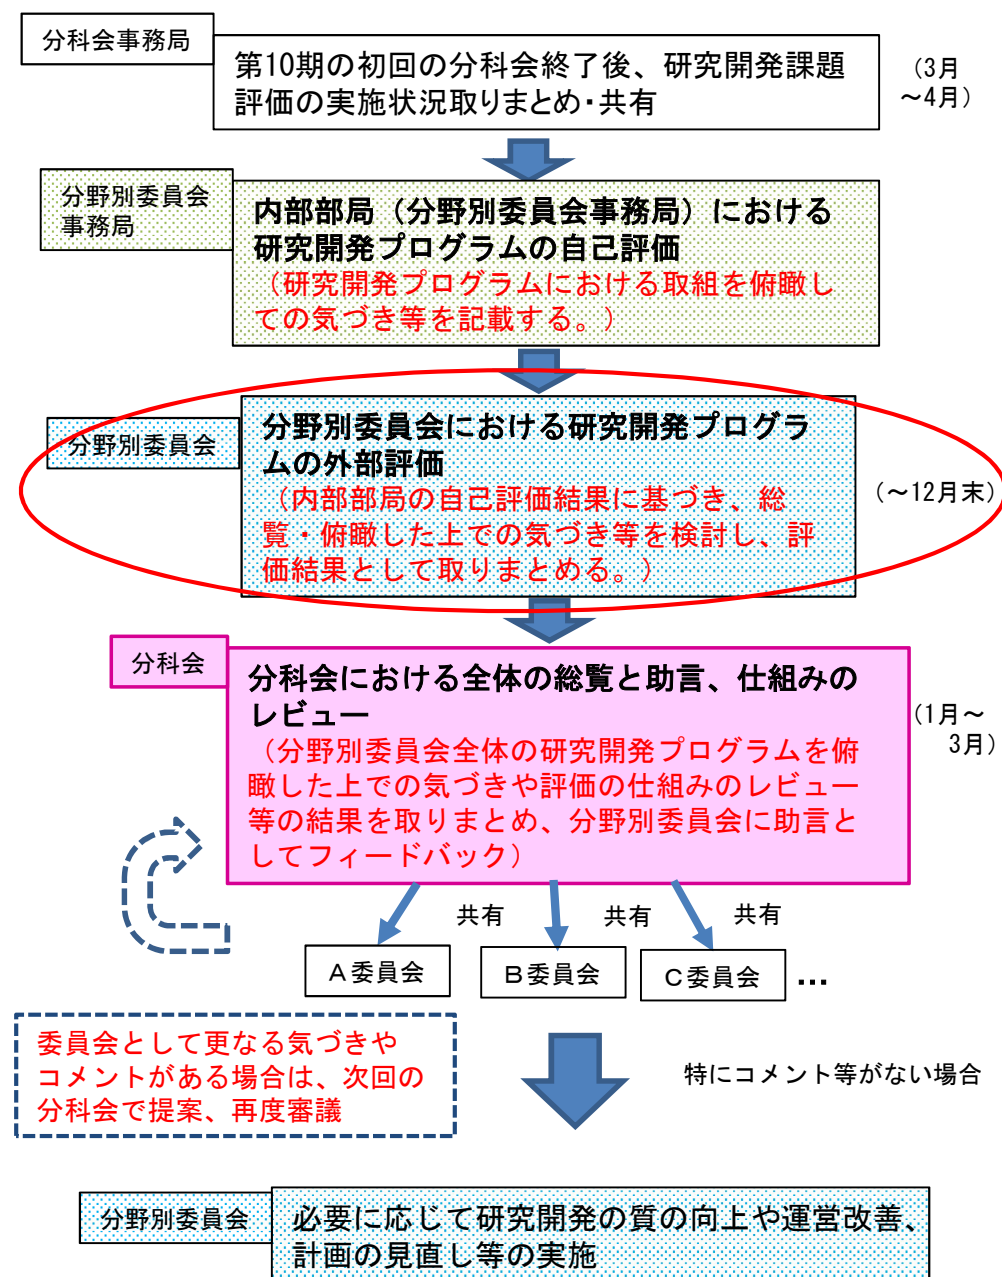 分科会事務局
第10期の初回の分科会終了後、研究開発課題
評価の実施状況取りまとめ・共有
（3月
～4月）
分野別委員会
事務局
内部部局（分野別委員会事務局）における
研究開発プログラムの自己評価
（研究開発プログラムにおける取組を俯瞰し
ての気づき等を記載する。）
分野別委員会
分野別委員会における研究開発プログラ
ムの外部評価
（内部部局の自己評価結果に基づき、総
覧・俯瞰した上での気づき等を検討し、評
価結果として取りまとめる。）
（～12月末）
分科会
分科会における全体の総覧と助言、仕組みの
レビュー
（分野別委員会全体の研究開発プログラムを俯
瞰した上での気づきや評価の仕組みのレビュー
等の結果を取りまとめ、分野別委員会に助言と
してフィードバック）
（1月～
3月）
共有
共有
共有
Ａ委員会
Ｂ委員会
Ｃ委員会
…
委員会として更なる気づきや
コメントがある場合は、次回の
分科会で提案、再度審議
特にコメント等がない場合
分野別委員会
必要に応じて研究開発の質の向上や運営改善、
計画の見直し等の実施